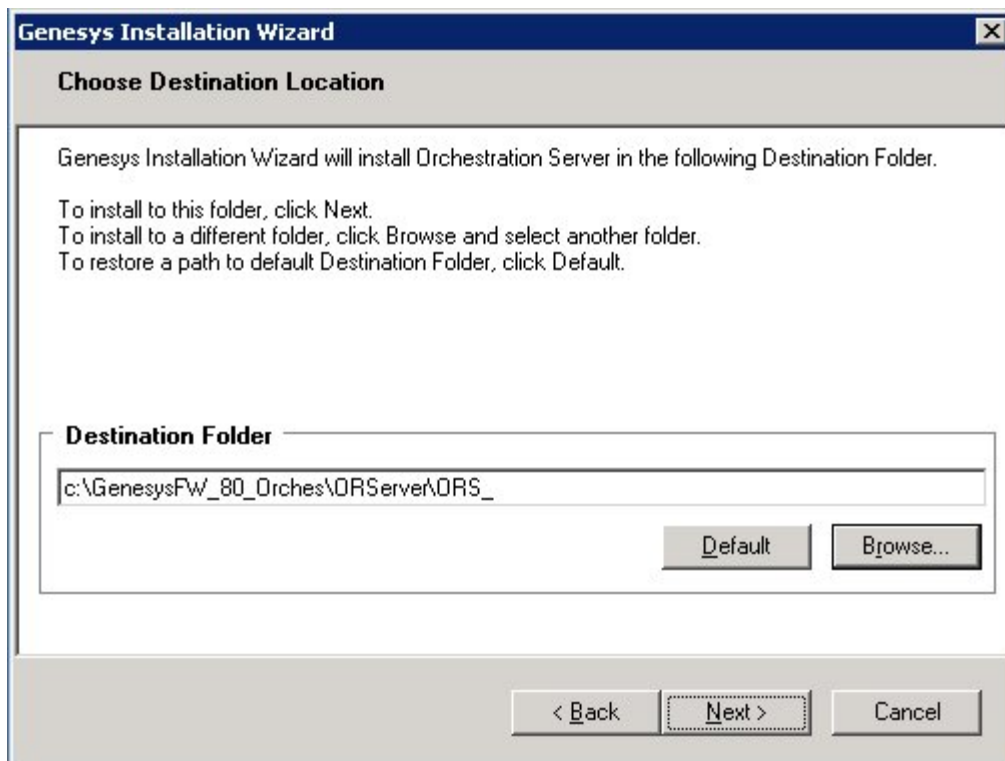 Genesys Installation Wizard
Choose Destination Location
Genesys Installation Wizard will install Orchestration Server in the following Destination Folder.
To install to this folder, click Next.
To install to a different folder, click Browse and select another folder.
To restore a path to default Destination Folder, click Default.
Destination Folder
c:\GenesysFW_80_Orches\ORServer\ORS_
Default
Browse...
< Back
Next >
Cancel